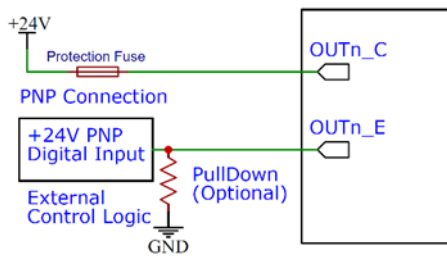 +24V
Protection Fuse
OUTn_C
PNP Connection
+24V PNP
Digital Input
OUTn_E
PullDown
(Optional)
External
Control Logic
GND